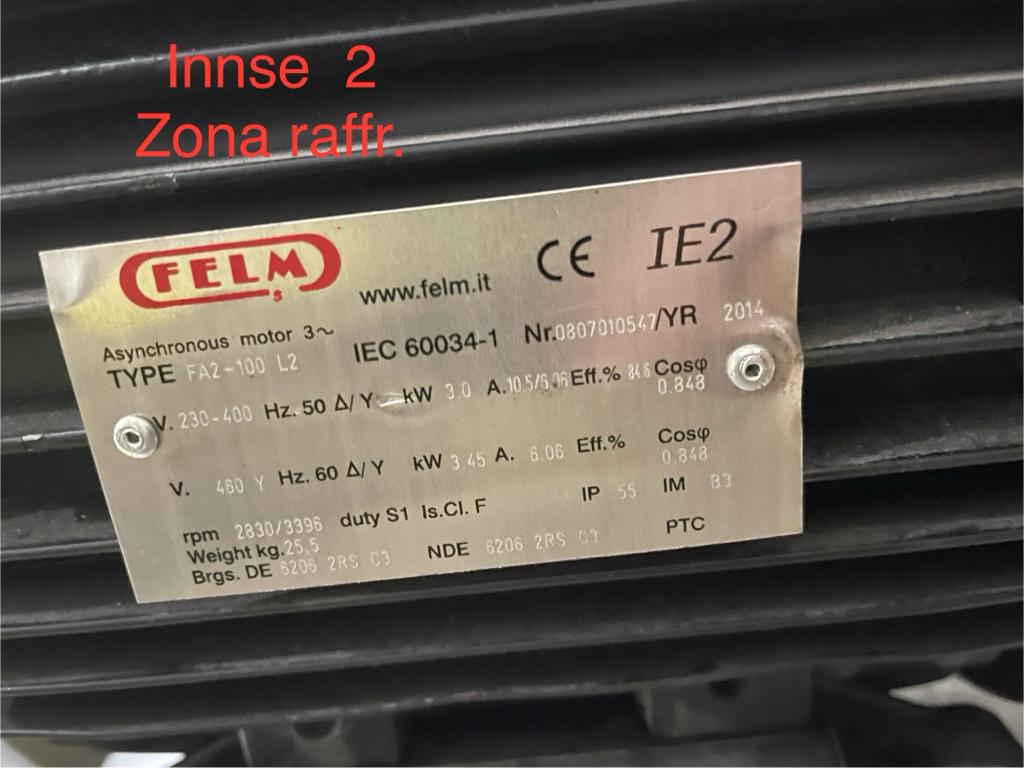 Innse 2
Zona raffr.
FELM
s
www.felm.it CE IE2
Asynchronous motor 3~ IEC 60034-1 Nr.0807010547/YR 2014
TYPE FA2-100 L2
V. 230-400 Hz. 50 Δ/Y kW 3.0 A. 10.5/6.06 Eff.% 84.6 Cosφ 0.848
V. 460 Y Hz. 60 Δ/Y kW 3.45 A. 6.06 Eff.% Cosφ 0.848
rpm 2830/3396 duty S1 Is.Cl. F IP 55 IM B3
Weight kg.25,5
Brgs. DE 6206 2RS C3 NDE 6206 2RS C3 PTC